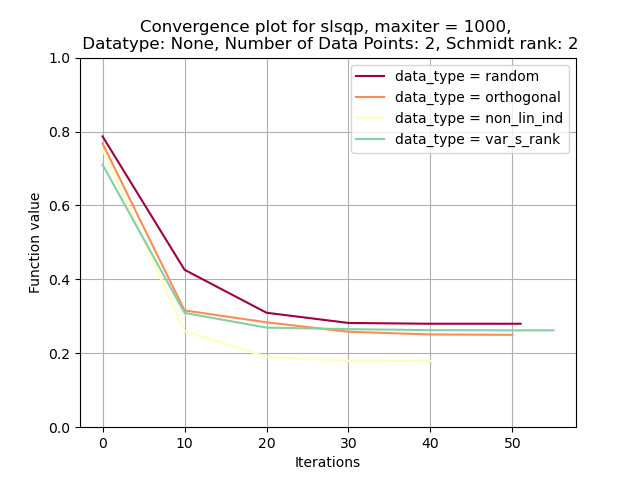 Convergence plot for slsqp, maxiter = 1000,
Datatype: None, Number of Data Points: 2, Schmidt rank: 2
1.0
0.8
0.6
0.4
0.2
0.0
Function value
data_type = random
data_type = orthogonal
data_type = non_lin_ind
data_type = var_s_rank
0 10 20 30 40 50
Iterations